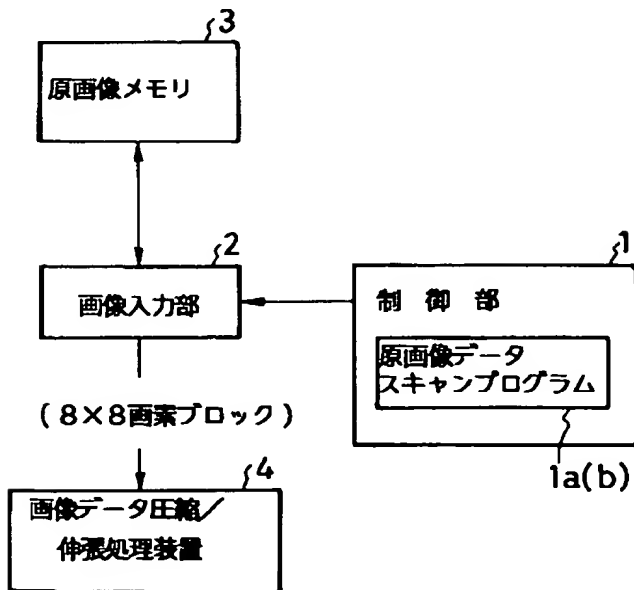 3
原画像メモリ
2
画像入力部
1
制御部
原画像データ
スキャンプログラム
1a(b)
(8×8画素ブロック)
4
画像データ圧縮/
伸張処理装置